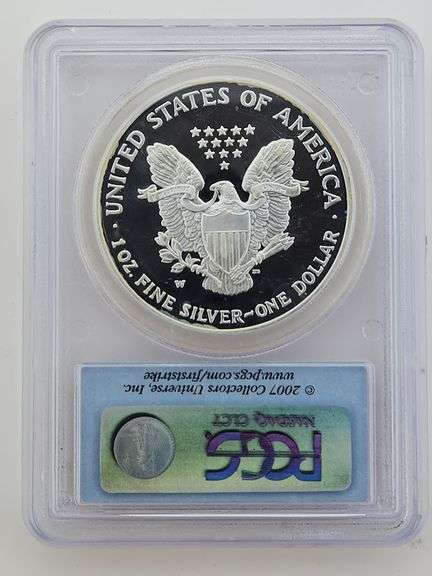 UNITED STATES OF AMERICA
· 1 OZ. FINE SILVER~ONE DOLLAR ·
W
© 2007 Collectors Universe, Inc.
www.pcgs.com/firststrike
PCGS
NASDAQ: CLCT